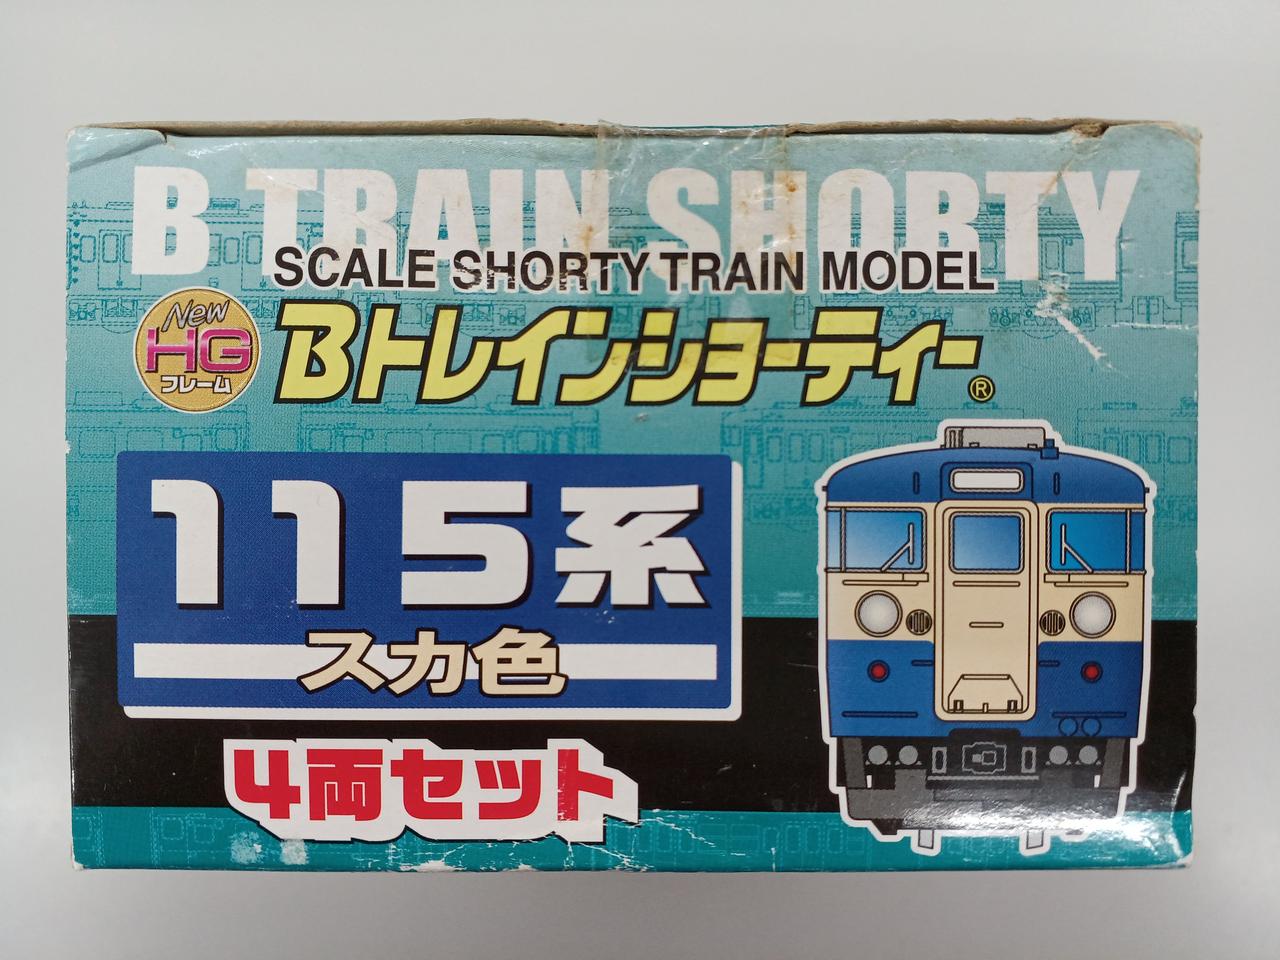 B TRAIN SHORTY
SCALE SHORTY TRAIN MODEL
New
HG
フレーム
Bトレインショーティー®
115系
スカ色
4両セット